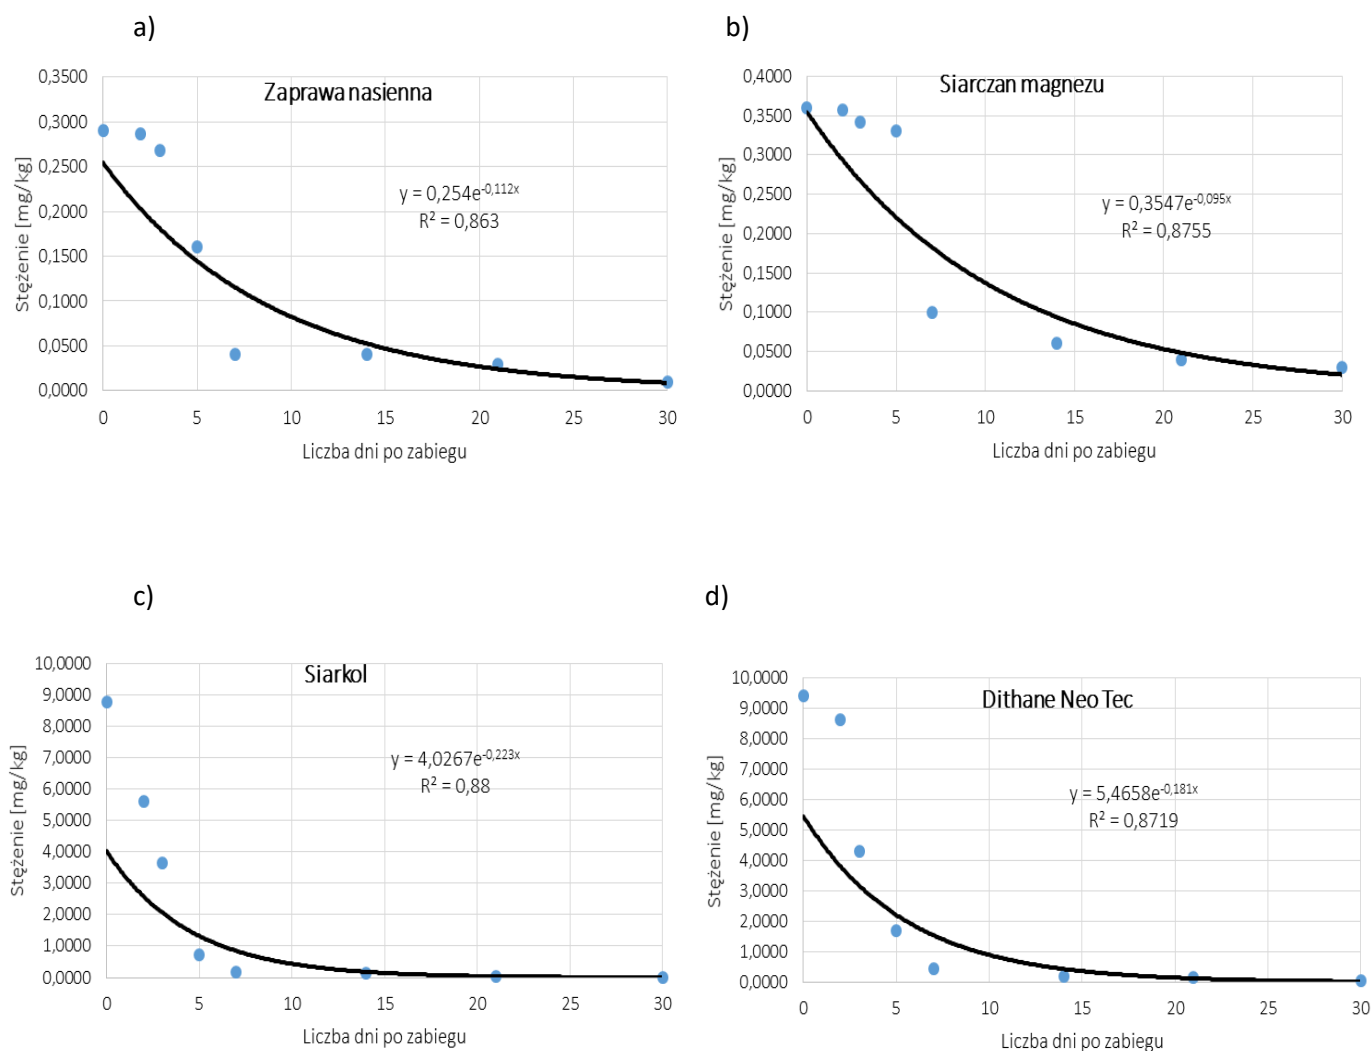 a)
Zaprawa nasienna
0,3500
0,3000
0,2500
0,2000
0,1500
0,1000
0,0500
0,0000
Stężenie [mg/kg]
y = 0,254e^-0,112x
R² = 0,863
0 5 10 15 20 25 30
Liczba dni po zabiegu
b)
Siarczan magnezu
0,4000
0,3500
0,3000
0,2500
0,2000
0,1500
0,1000
0,0500
0,0000
Stężenie [mg/kg]
y = 0,3547e^-0,095x
R² = 0,8755
0 5 10 15 20 25 30
Liczba dni po zabiegu
c)
Siarkol
10,0000
9,0000
8,0000
7,0000
6,0000
5,0000
4,0000
3,0000
2,0000
1,0000
0,0000
Stężenie [mg/kg]
y = 4,0267e^-0,223x
R² = 0,88
0 5 10 15 20 25 30
Liczba dni po zabiegu
d)
Dithane Neo Tec
10,0000
9,0000
8,0000
7,0000
6,0000
5,0000
4,0000
3,0000
2,0000
1,0000
0,0000
Stężenie [mg/kg]
y = 5,4658e^-0,181x
R² = 0,8719
0 5 10 15 20 25 30
Liczba dni po zabiegu